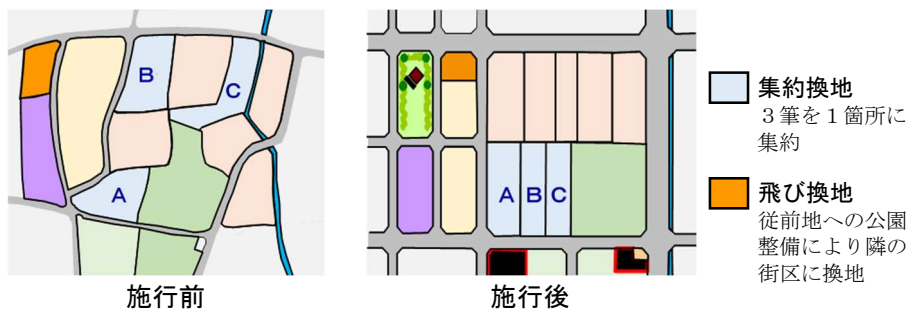 B
C
A
施行前
A B C
施行後
集約換地
３筆を１箇所に
集約
飛び換地
従前地への公園
整備により隣の
街区に換地